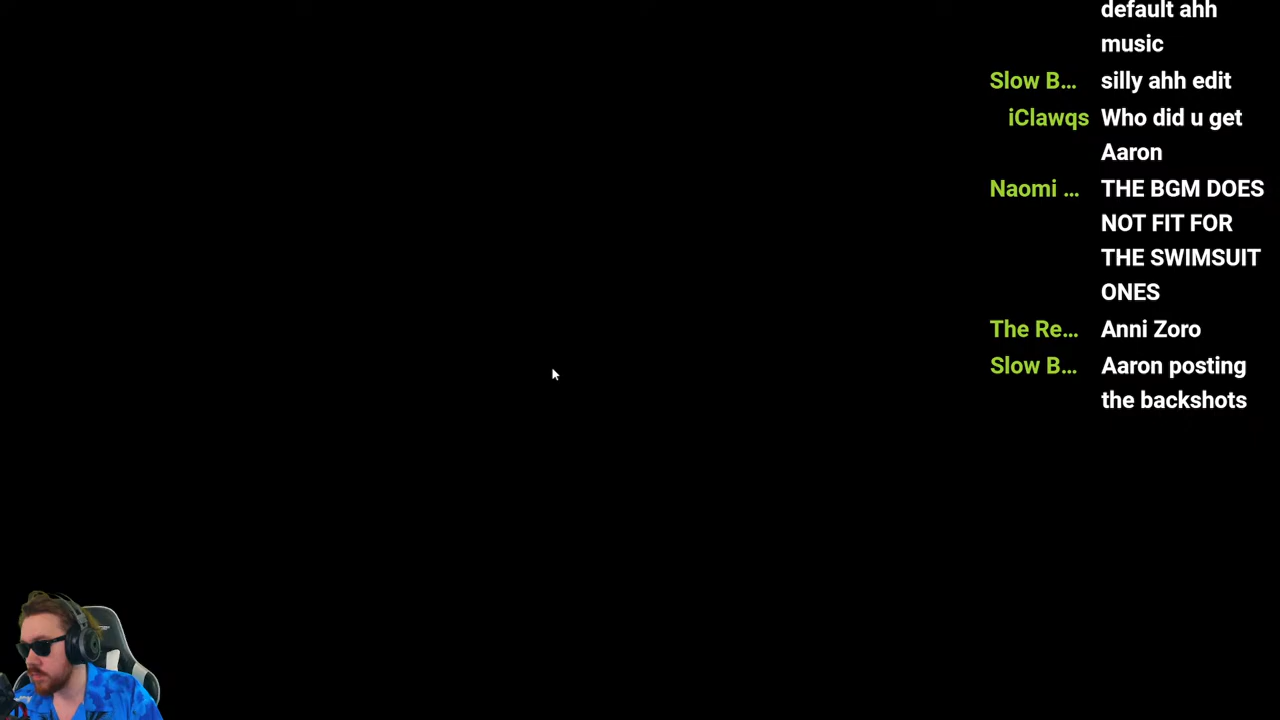 default ahh
music
Slow B... silly ahh edit
iClawqs Who did u get
Aaron
Naomi ... THE BGM DOES
NOT FIT FOR
THE SWIMSUIT
ONES
The Re... Anni Zoro
Slow B... Aaron posting
the backshots